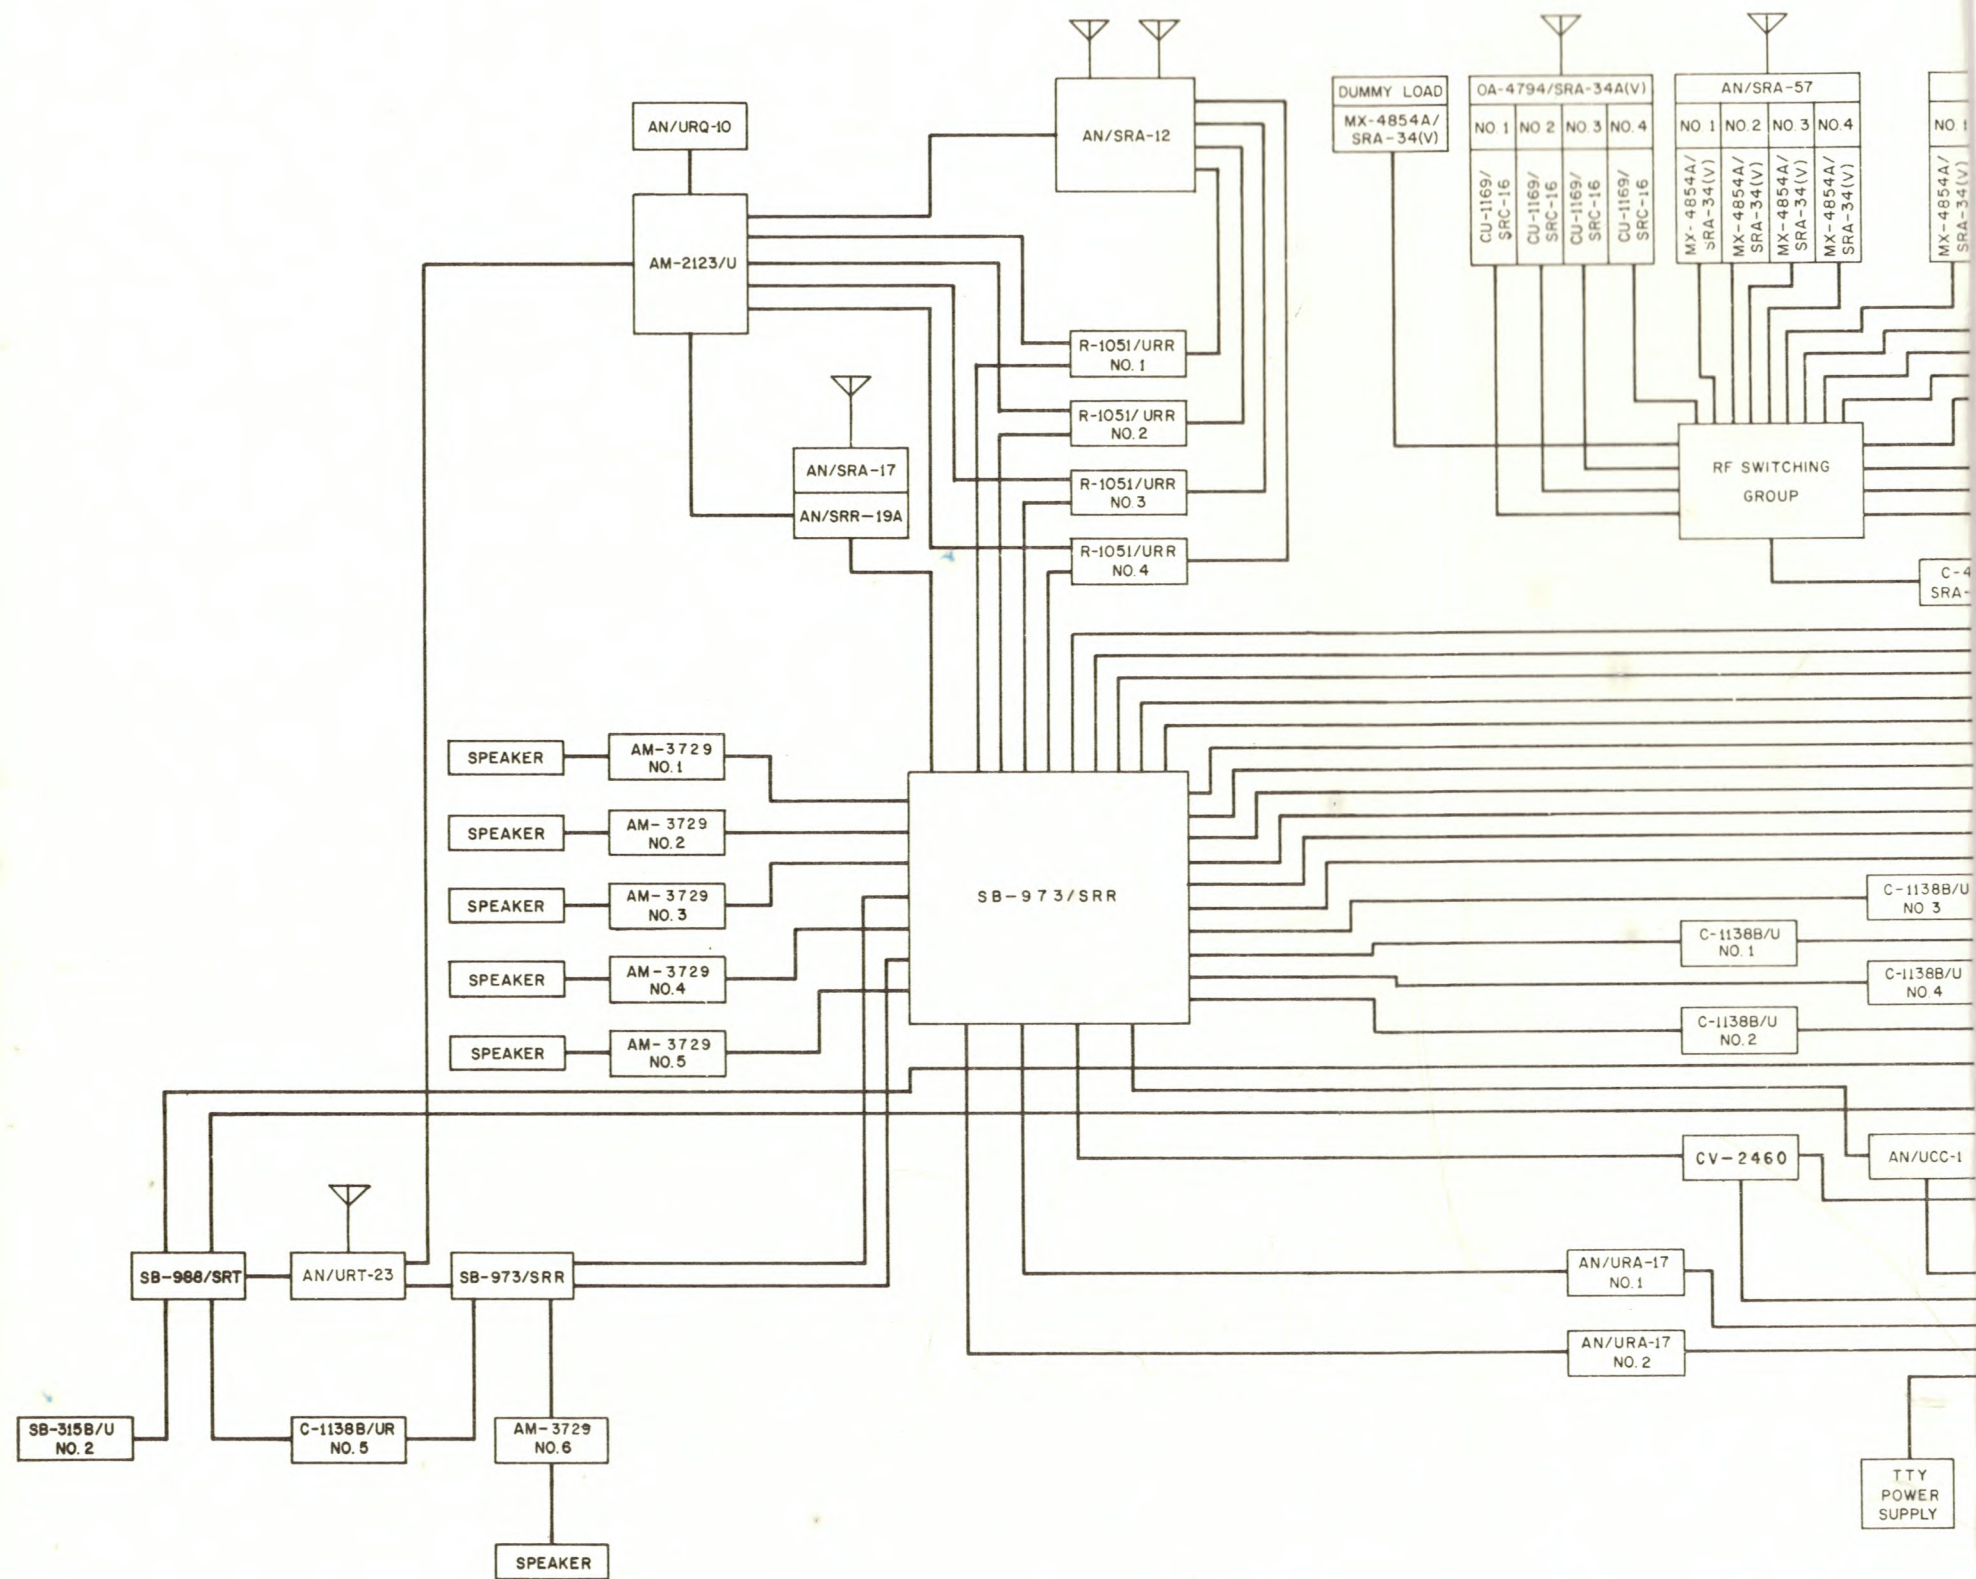 AN/URQ-10
AM-2123/U
AN/SRA-12
DUMMY LOAD
MX-4854A/
SRA-34(V)
OA-4794/SRA-34A(V)
NO. 1
NO 2
NO. 3
NO. 4
CU-1169/
SRC-16
CU-1169/
SRC-16
CU-1169/
SRC-16
CU-1169/
SRC-16
AN/SRA-57
NO. 1
NO. 2
NO. 3
NO. 4
MX-4854A/
SRA-34(V)
MX-4854A/
SRA-34(V)
MX-4854A/
SRA-34(V)
MX-4854A/
SRA-34(V)
NO. 1
MX-4854A/
SRA-34(V)
R-1051/URR
NO. 1
R-1051/URR
NO. 2
R-1051/URR
NO. 3
R-1051/URR
NO. 4
AN/SRA-17
AN/SRR-19A
RF SWITCHING
GROUP
C-4
SRA-
SPEAKER
AM-3729
NO. 1
SPEAKER
AM-3729
NO. 2
SPEAKER
AM-3729
NO. 3
SPEAKER
AM-3729
NO. 4
SPEAKER
AM-3729
NO. 5
SB-973/SRR
C-1138B/U
NO 3
C-1138B/U
NO. 1
C-1138B/U
NO. 4
C-1138B/U
NO. 2
CV-2460
AN/UCC-1
SB-988/SRT
AN/URT-23
SB-973/SRR
AN/URA-17
NO. 1
AN/URA-17
NO. 2
SB-315B/U
NO. 2
C-1138B/UR
NO. 5
AM-3729
NO. 6
SPEAKER
TTY
POWER
SUPPLY